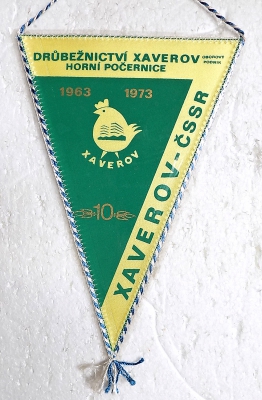 DRŮBEŽNICTVÍ XAVEROV OBOROVÝ PODNIK
HORNÍ POČERNICE
1963 1973
XAVEROV
10
XAVEROV-ČSSR